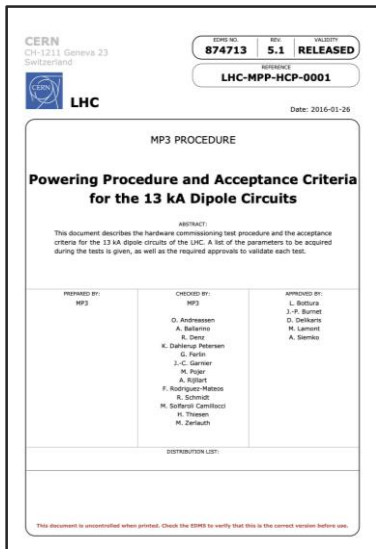 CERN
CH-1211 Geneva 23
Switzerland
EDMS NO.
REV.
VALIDITY
874713
5.1
RELEASED
REFERENCE
LHC-MPP-HCP-0001
CERN
LHC
Date: 2016-01-26
MP3 PROCEDURE
Powering Procedure and Acceptance Criteria
for the 13 kA Dipole Circuits
ABSTRACT:
This document describes the hardware commissioning test procedure and the acceptance
criteria for the 13 kA dipole circuits of the LHC. A list of the parameters to be acquired
during the tests is given, as well as the required approvals to validate each test.
PREPARED BY:
MP3
CHECKED BY:
MP3
O. Andreassen
A. Ballarino
R. Denz
K. Dahlerup Petersen
G. Ferlin
J.-C. Garnier
M. Pojer
A. Rijllart
F. Rodriguez-Mateos
R. Schmidt
M. Solfaroli Camillocci
H. Thiesen
M. Zerlauth
APPROVED BY:
L. Bottura
J.-P. Burnet
D. Delikaris
M. Lamont
A. Siemko
DISTRIBUTION LIST:
This document is uncontrolled when printed. Check the EDMS to verify that this is the correct version before use.